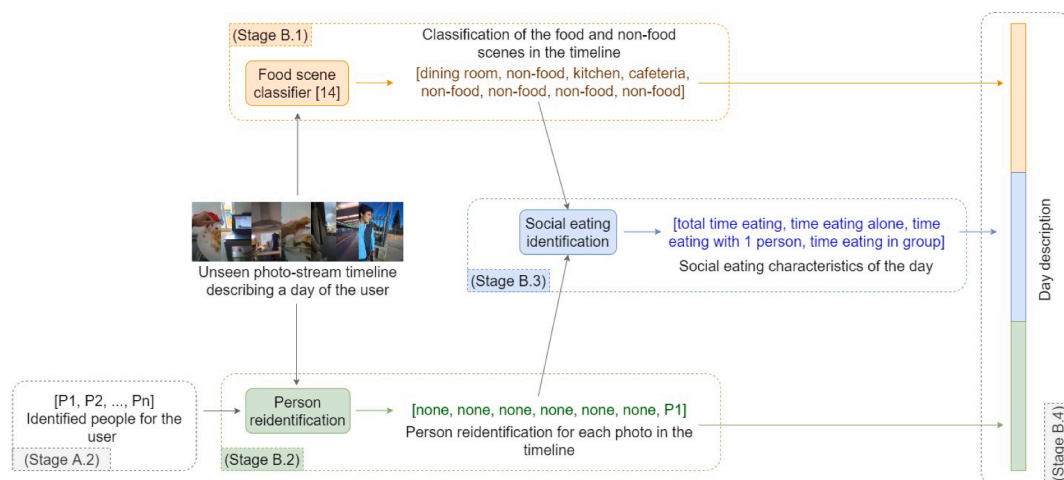 (Stage B.1)
Classification of the food and non-food
scenes in the timeline
Food scene
classifier [14]
[dining room, non-food, kitchen, cafeteria,
non-food, non-food, non-food, non-food]
Unseen photo-stream timeline
describing a day of the user
Social eating
identification
[total time eating, time eating alone, time
eating with 1 person, time eating in group]
Social eating characteristics of the day
(Stage B.3)
Day description
[P1, P2, ..., Pn]
Identified people for the
user
(Stage A.2)
Person
reidentification
[none, none, none, none, none, none, P1]
Person reidentification for each photo in the
timeline
(Stage B.2)
(Stage B.4)